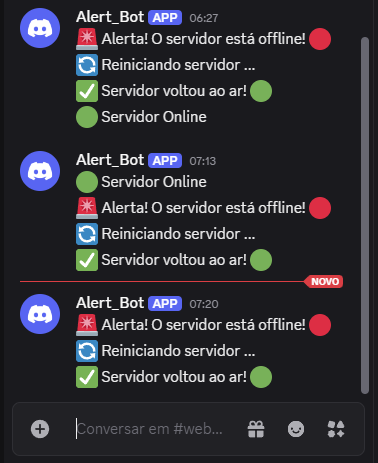 Alert_Bot APP 06:27
🚨 Alerta! O servidor está offline! 🔴
🔄 Reiniciando servidor ...
✅ Servidor voltou ao ar! 🟢
🟢 Servidor Online
Alert_Bot APP 07:13
🟢 Servidor Online
🚨 Alerta! O servidor está offline! 🔴
🔄 Reiniciando servidor ...
✅ Servidor voltou ao ar! 🟢
NOVO
Alert_Bot APP 07:20
🚨 Alerta! O servidor está offline! 🔴
🔄 Reiniciando servidor ...
✅ Servidor voltou ao ar! 🟢
Conversar em #web...